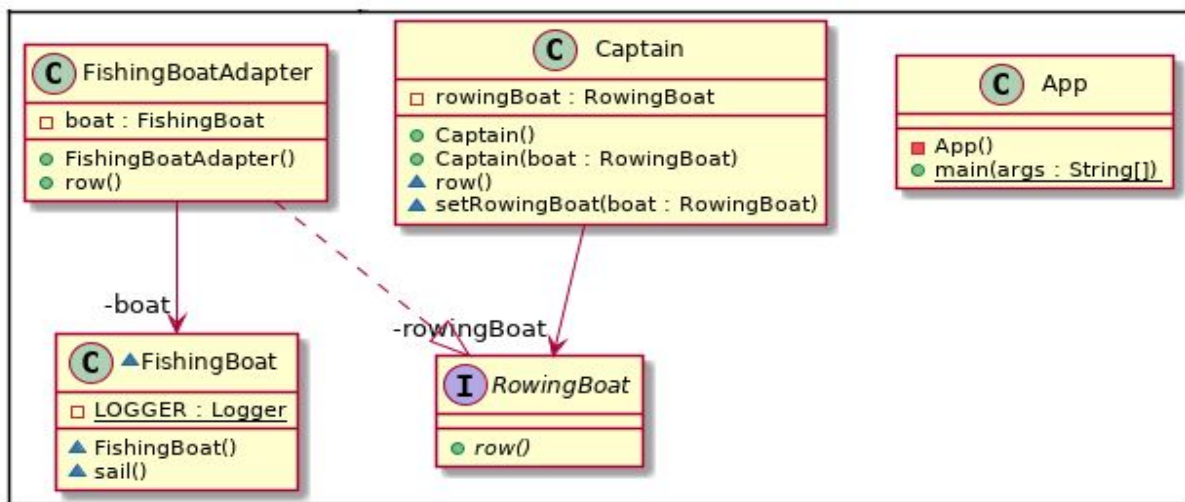 C FishingBoatAdapter
boat : FishingBoat
FishingBoatAdapter()
row()
C Captain
rowingBoat : RowingBoat
Captain()
Captain(boat : RowingBoat)
row()
setRowingBoat(boat : RowingBoat)
C App
App()
main(args : String[])
-boat
-rowingBoat
C FishingBoat
LOGGER : Logger
FishingBoat()
sail()
I RowingBoat
row()